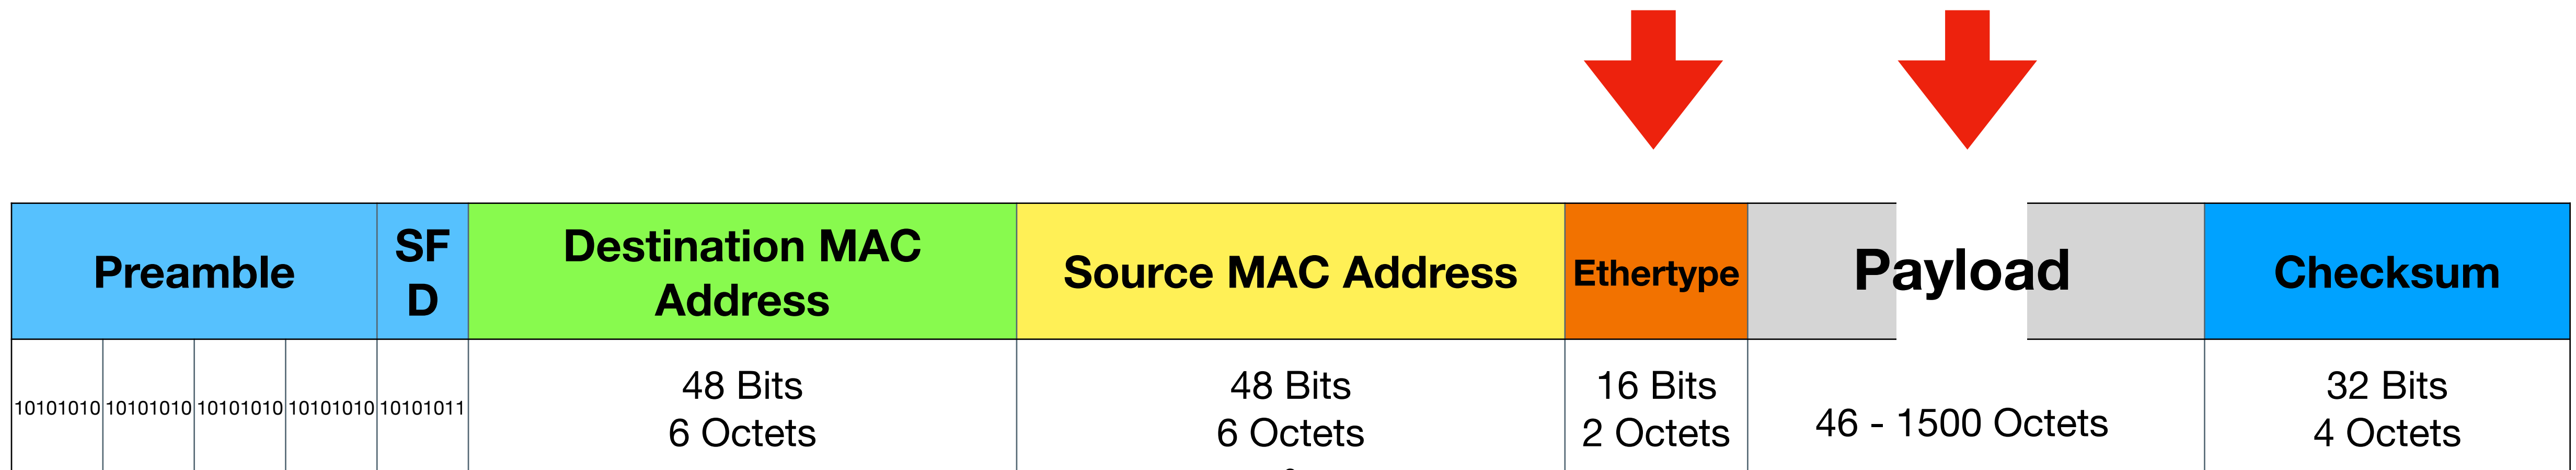 Preamble
SF
D
Destination MAC
Address
Source MAC Address
Ethertype
Payload
Checksum
10101010 10101010 10101010 10101010 10101011
48 Bits
6 Octets
48 Bits
6 Octets
16 Bits
2 Octets
46 - 1500 Octets
32 Bits
4 Octets